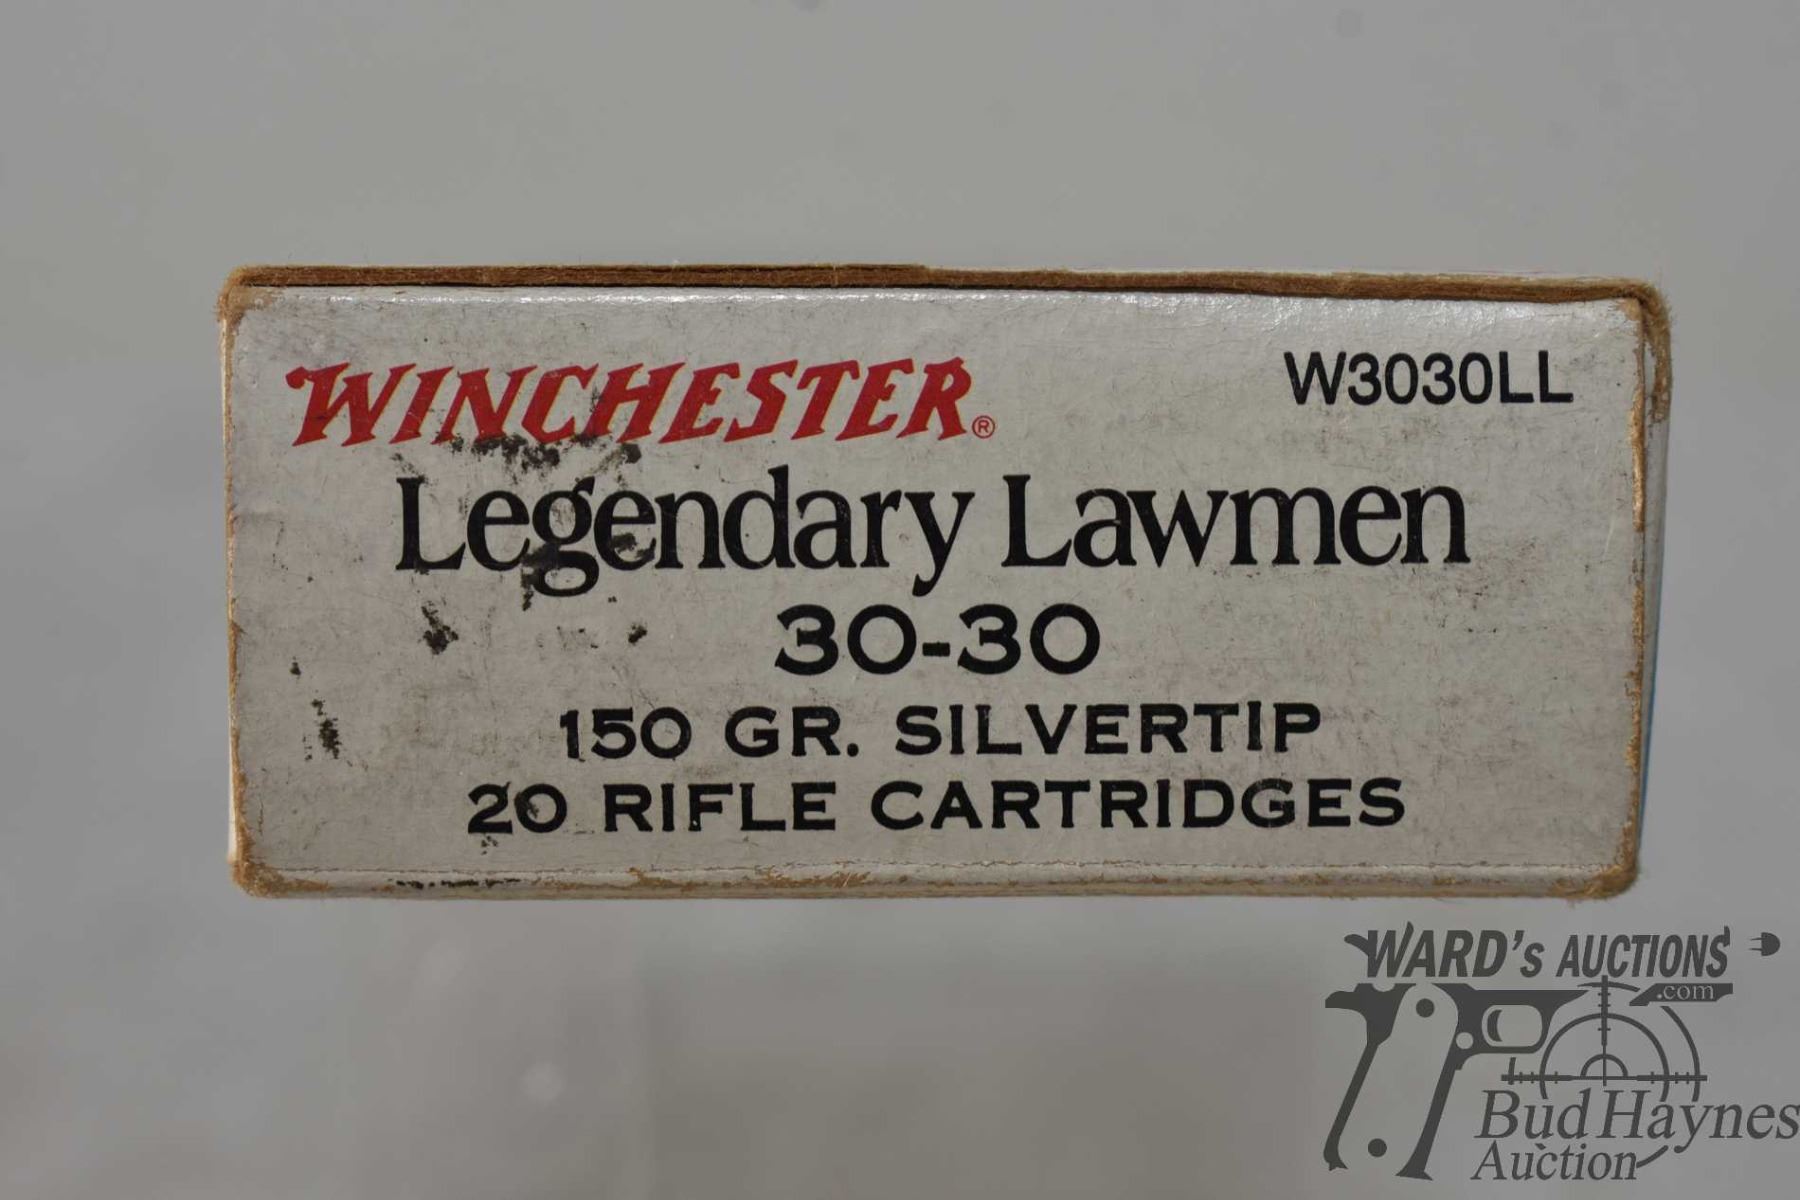 WINCHESTER®
W3030LL
Legendary Lawmen
30-30
150 GR. SILVERTIP
20 RIFLE CARTRIDGES
WARD's AUCTIONS
.com
Bud Haynes
Auction